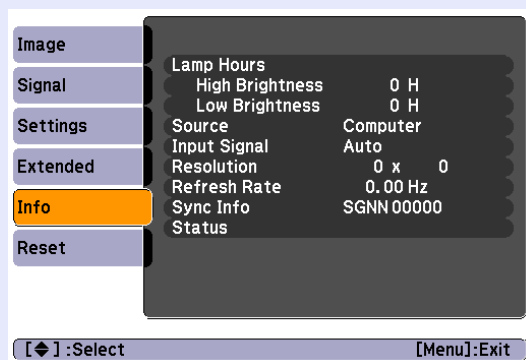 Image
Signal
Settings
Extended
Info
Reset
Lamp Hours
High Brightness 0 H
Low Brightness 0 H
Source Computer
Input Signal Auto
Resolution 0 x 0
Refresh Rate 0.00 Hz
Sync Info SGNN 00000
Status
[◆] :Select [Menu]:Exit